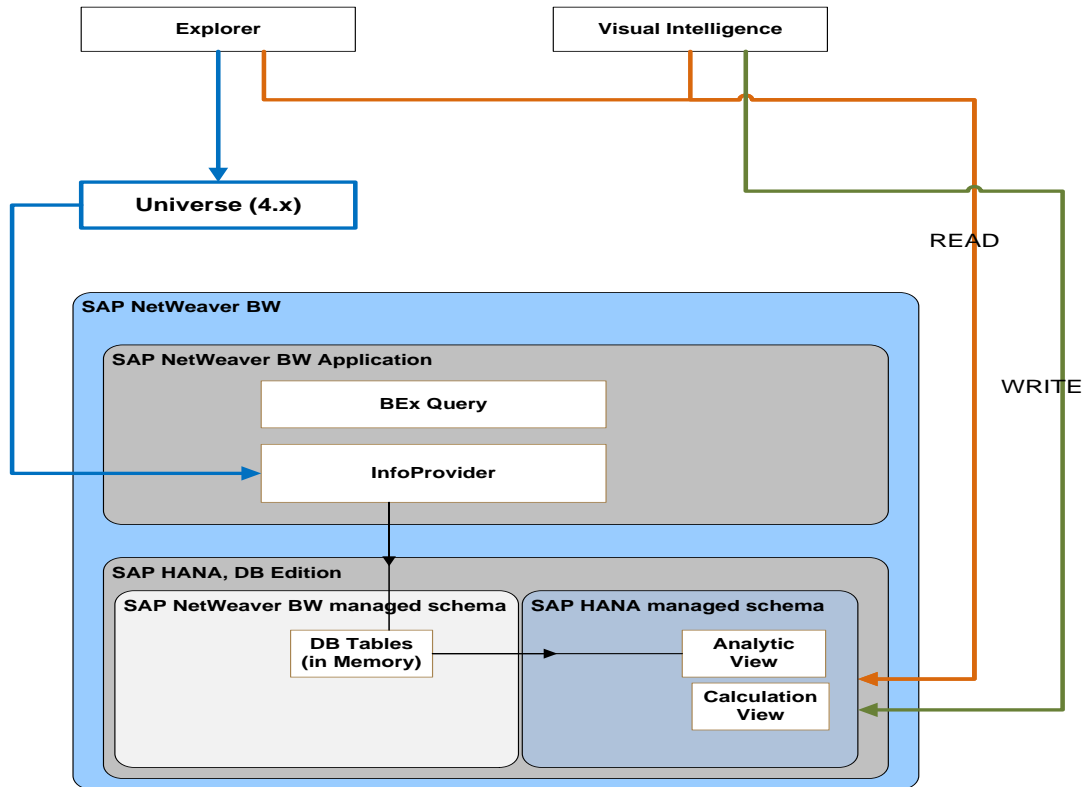 Explorer
Visual Intelligence
Universe (4.x)
READ
SAP NetWeaver BW
SAP NetWeaver BW Application
BEx Query
WRITE
InfoProvider
SAP HANA, DB Edition
SAP NetWeaver BW managed schema
SAP HANA managed schema
DB Tables
(in Memory)
Analytic
View
Calculation
View